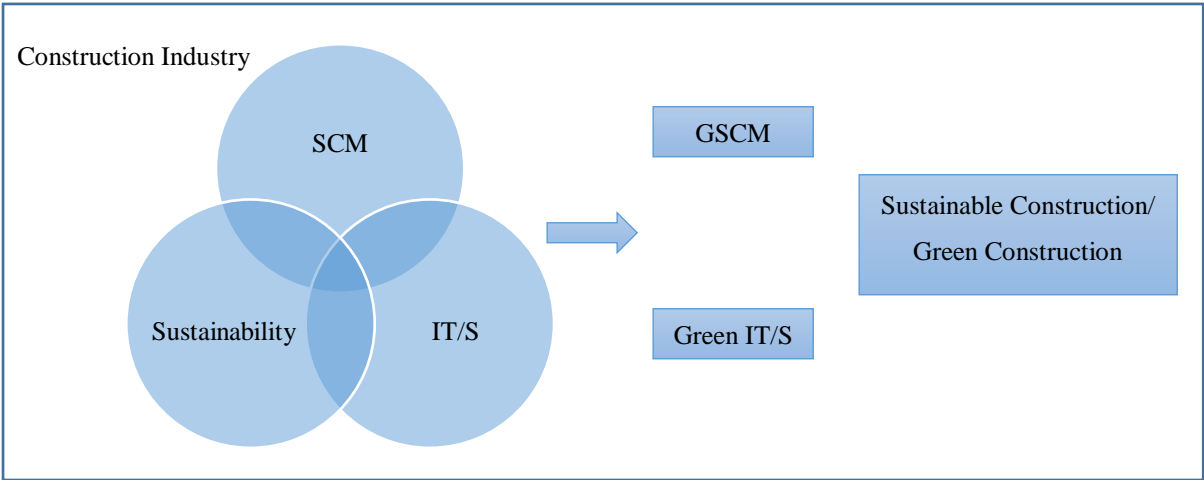 Construction Industry
SCM
Sustainability
IT/S
GSCM
Green IT/S
Sustainable Construction/
Green Construction